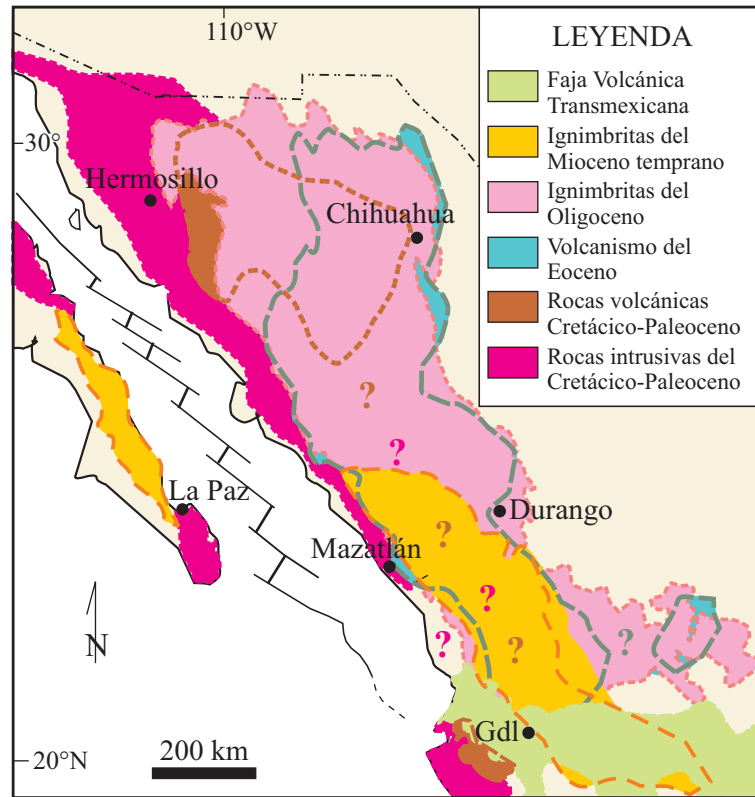 110°W
LEYENDA
Faja Volcánica
Transmexicana
Ignimbritas del
Mioceno temprano
Ignimbritas del
Oligoceno
Volcanismo del
Eoceno
Rocas volcánicas
Cretácico-Paleoceno
Rocas intrusivas del
Cretácico-Paleoceno
30°
Hermosillo
Chihuahua
?
?
La Paz
Durango
?
Mazatlán
?
?
?
?
N
Gdl
20°N
200 km